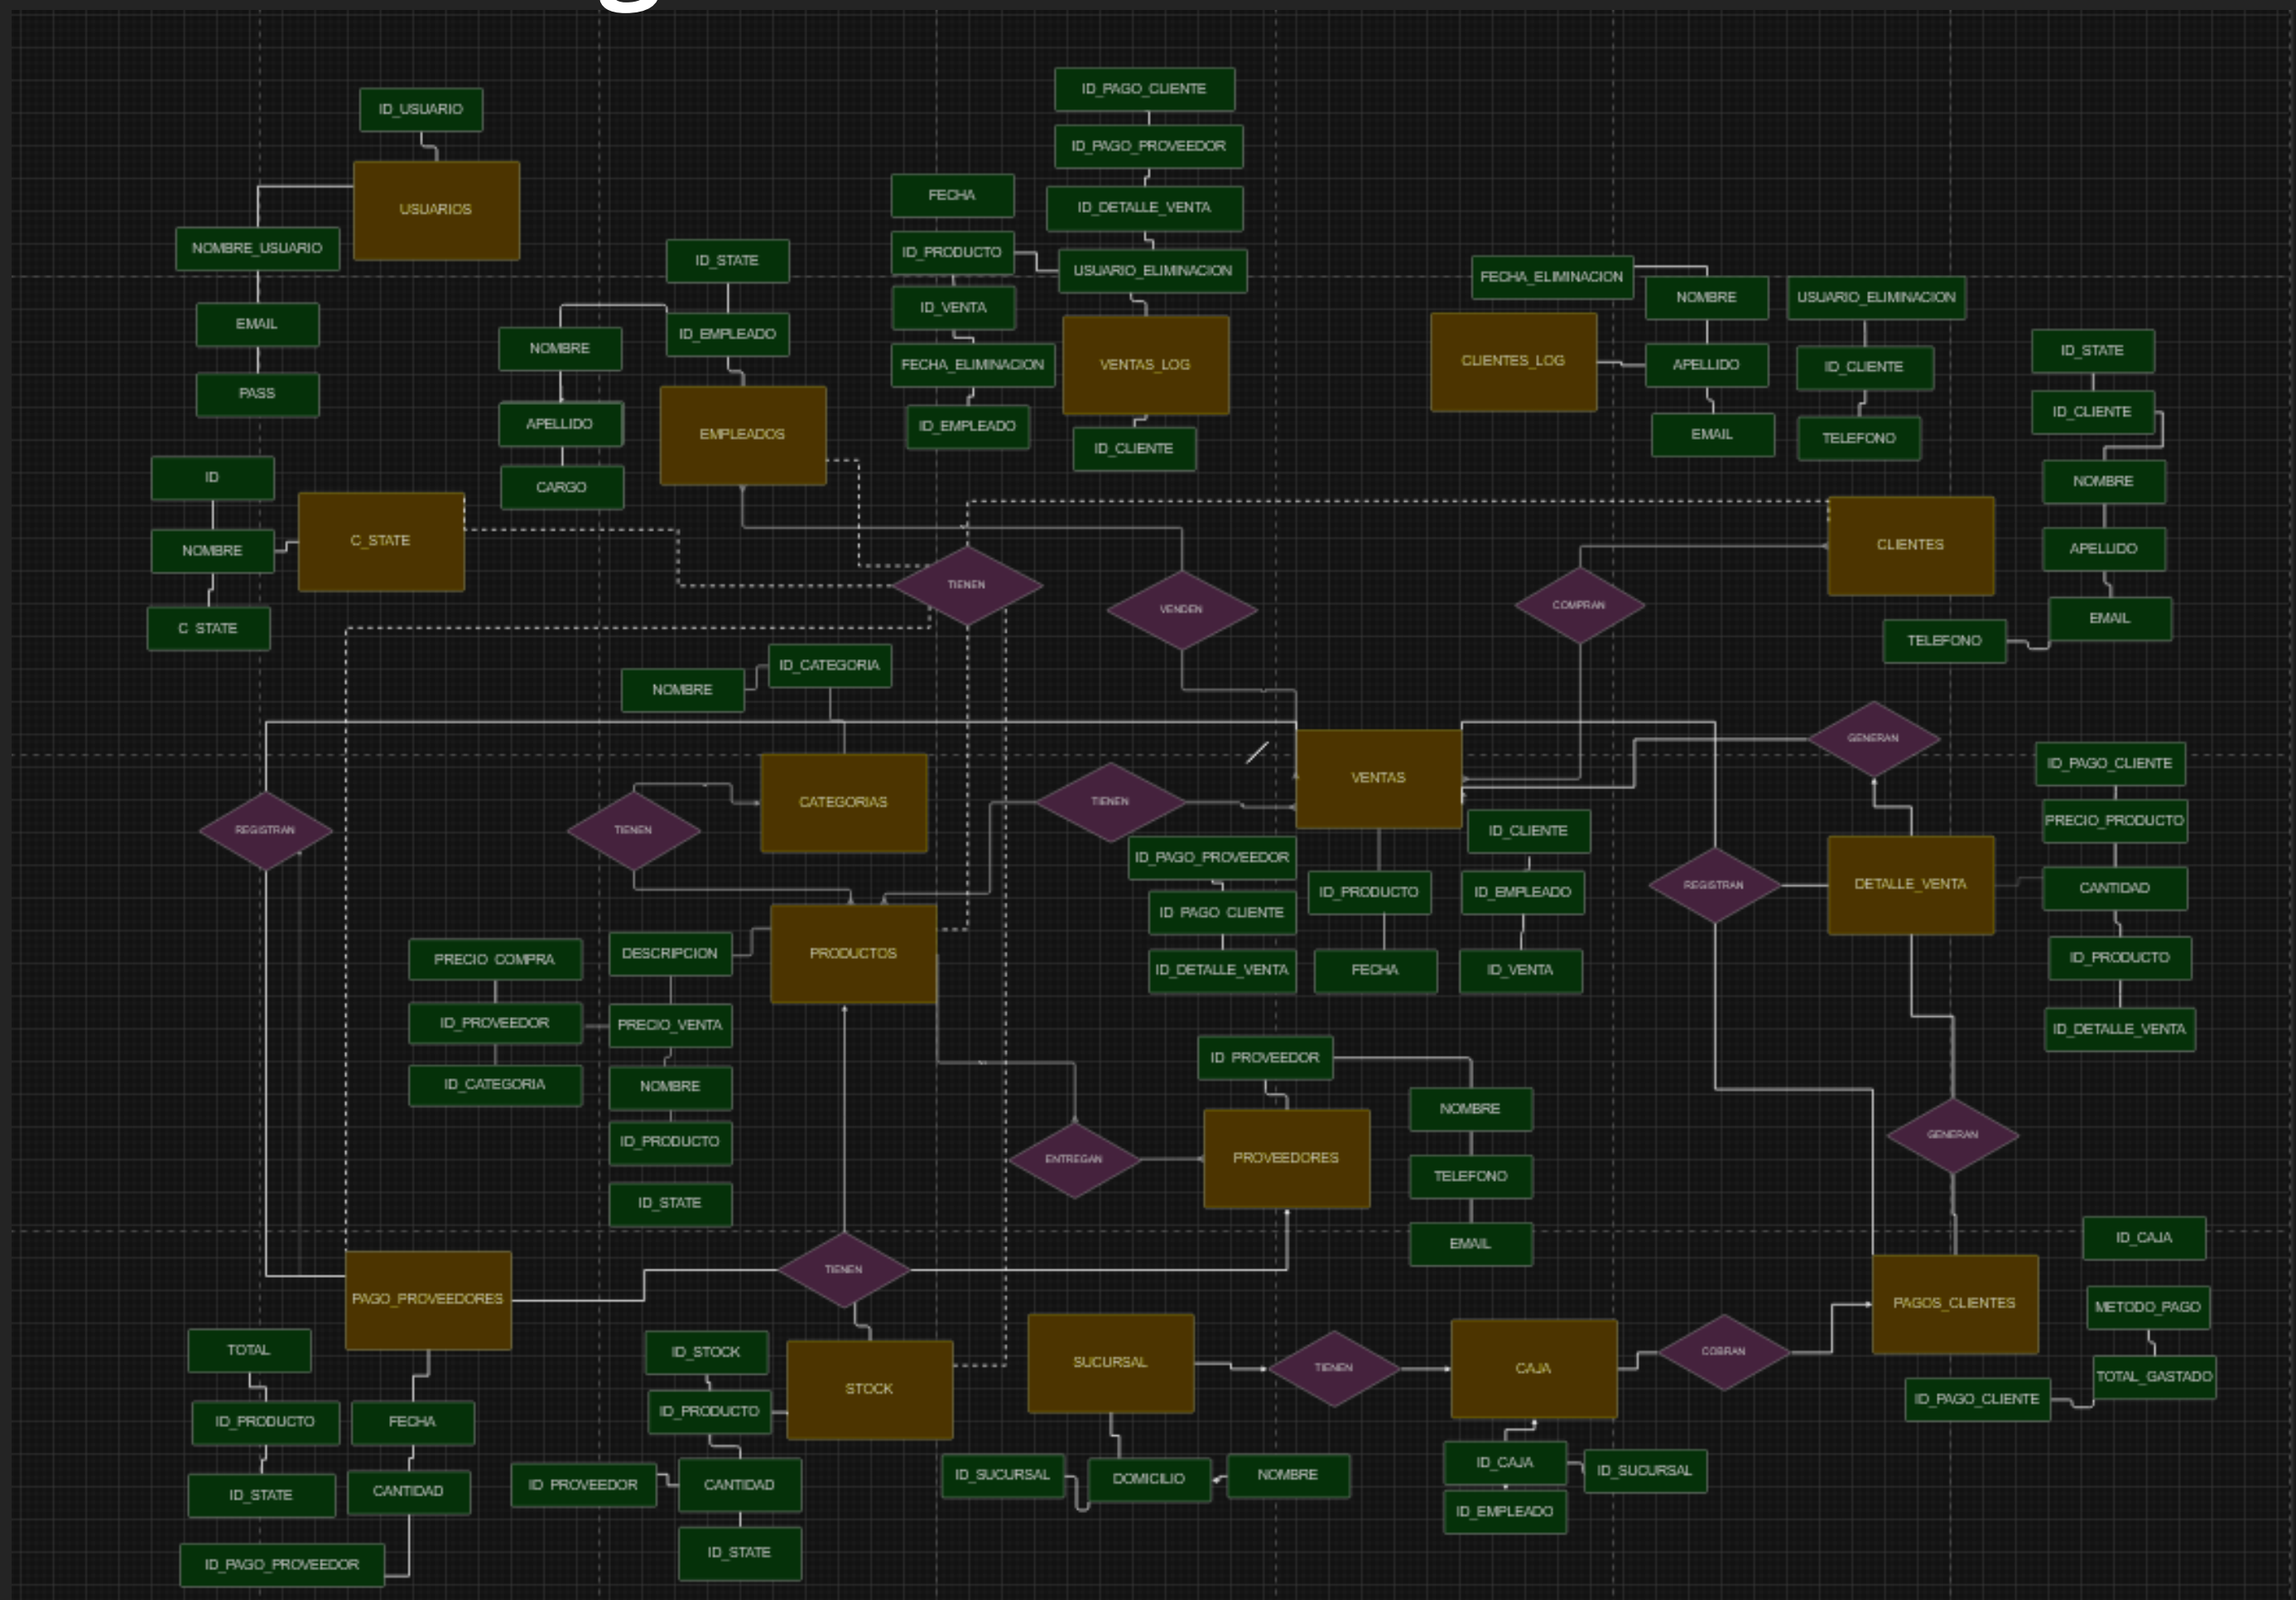 ID_USUARIO
USUARIOS
NOMBRE_USUARIO
EMAIL
PASS
ID_STATE
ID_EMPLEADO
NOMBRE
APELLIDO
CARGO
EMPLEADOS
ID_PAGO_CLIENTE
ID_PAGO_PROVEEDOR
ID_DETALLE_VENTA
USUARIO_ELIMINACION
FECHA
ID_PRODUCTO
ID_VENTA
FECHA_ELIMINACION
ID_EMPLEADO
VENTAS_LOG
ID_CLIENTE
FECHA_ELIMINACION
NOMBRE
USUARIO_ELIMINACION
CLIENTES_LOG
APELLIDO
ID_CLIENTE
EMAIL
TELEFONO
ID_STATE
ID_CLIENTE
NOMBRE
APELLIDO
EMAIL
TELEFONO
CLIENTES
ID
NOMBRE
C_STATE
C_STATE
TIENEN
VENDEN
COMPRAN
ID_CATEGORIA
NOMBRE
CATEGORIAS
REGISTRAN
TIENEN
TIENEN
VENTAS
GENERAN
ID_PAGO_PROVEEDOR
ID_PAGO_CLIENTE
ID_DETALLE_VENTA
ID_PRODUCTO
FECHA
ID_CLIENTE
ID_EMPLEADO
ID_VENTA
REGISTRAN
DETALLE_VENTA
ID_PAGO_CLIENTE
PRECIO_PRODUCTO
CANTIDAD
ID_PRODUCTO
ID_DETALLE_VENTA
PRODUCTOS
PRECIO_COMPRA
ID_PROVEEDOR
ID_CATEGORIA
DESCRIPCION
PRECIO_VENTA
NOMBRE
ID_PRODUCTO
ID_STATE
ID_PROVEEDOR
NOMBRE
TELEFONO
EMAIL
ENTREGAN
PROVEEDORES
GENERAN
PAGO_PROVEEDORES
TIENEN
TOTAL
ID_PRODUCTO
ID_STATE
FECHA
CANTIDAD
ID_PAGO_PROVEEDOR
ID_STOCK
ID_PRODUCTO
CANTIDAD
ID_PROVEEDOR
ID_STATE
STOCK
SUCURSAL
TIENEN
CAJA
COBRAN
PAGOS_CLIENTES
ID_CAJA
METODO_PAGO
TOTAL_GASTADO
ID_PAGO_CLIENTE
ID_SUCURSAL
DOMICILIO
NOMBRE
ID_CAJA
ID_SUCURSAL
ID_EMPLEADO